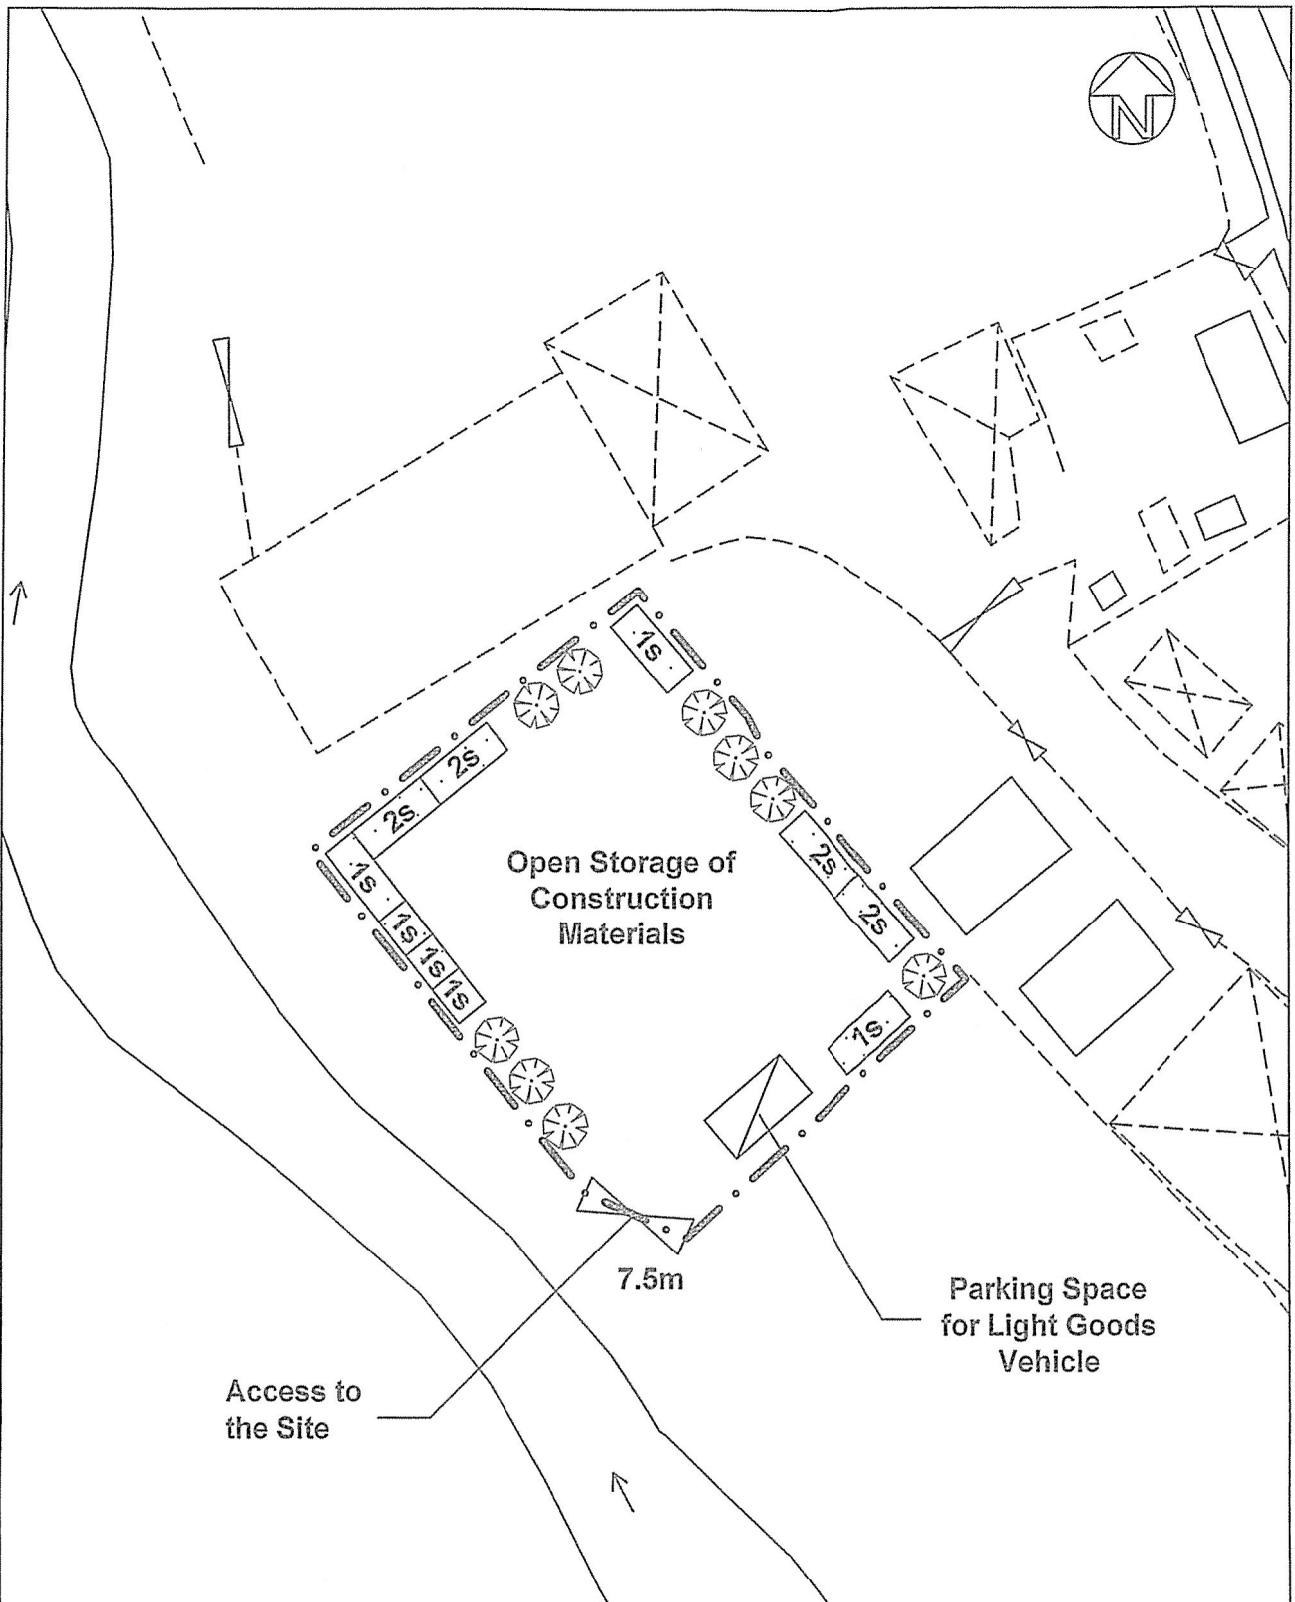 N
1S
2S
2S
1S
1S
1S
1S
2S
2S
1S
Open Storage of
Construction
Materials
7.5m
Parking Space
for Light Goods
Vehicle
Access to
the Site